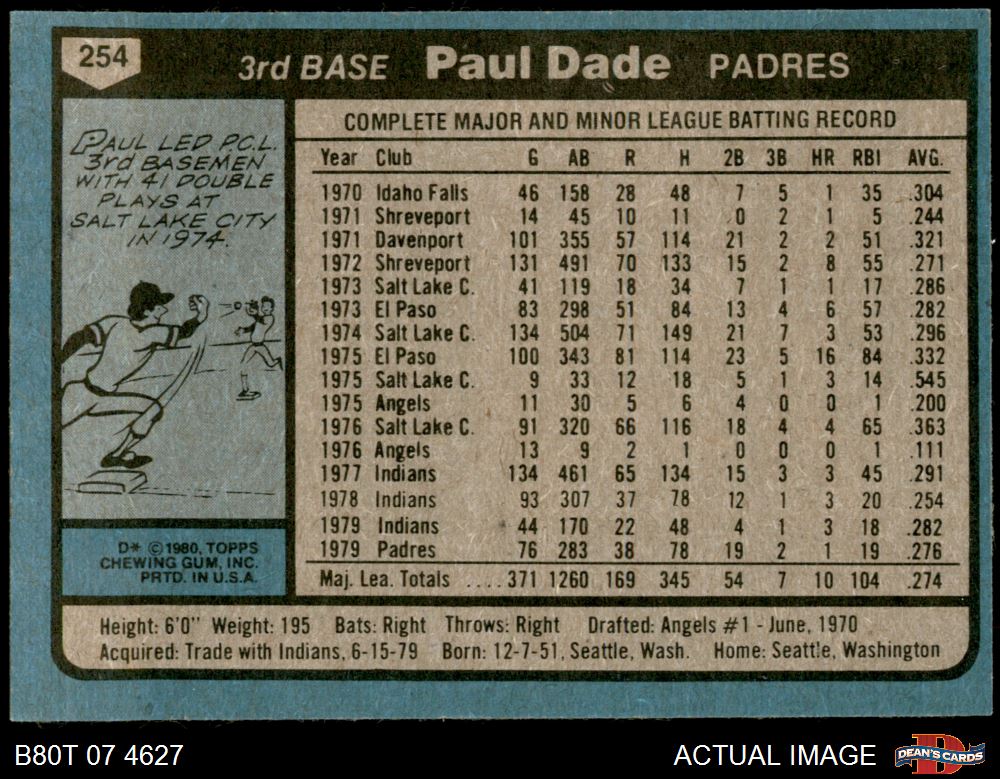 254
3rd BASE Paul Dade PADRES
PAUL LED P.C.L.
3rd BASEMEN
WITH 41 DOUBLE
PLAYS AT
SALT LAKE CITY
IN 1974.
D* © 1980, TOPPS
CHEWING GUM, INC.
PRTD. IN U.S.A.
COMPLETE MAJOR AND MINOR LEAGUE BATTING RECORD
Year Club G AB R H 2B 3B HR RBI AVG.
1970 Idaho Falls 46 158 28 48 7 5 1 35 .304
1971 Shreveport 14 45 10 11 0 2 1 5 .244
1971 Davenport 101 355 57 114 21 2 2 51 .321
1972 Shreveport 131 491 70 133 15 2 8 55 .271
1973 Salt Lake C. 41 119 18 34 7 1 1 17 .286
1973 El Paso 83 298 51 84 13 4 6 57 .282
1974 Salt Lake C. 134 504 71 149 21 7 3 53 .296
1975 El Paso 100 343 81 114 23 5 16 84 .332
1975 Salt Lake C. 9 33 12 18 5 1 3 14 .545
1975 Angels 11 30 5 6 4 0 0 1 .200
1976 Salt Lake C. 91 320 66 116 18 4 4 65 .363
1976 Angels 13 9 2 1 0 0 0 1 .111
1977 Indians 134 461 65 134 15 3 3 45 .291
1978 Indians 93 307 37 78 12 1 3 20 .254
1979 Indians 44 170 22 48 4 1 3 18 .282
1979 Padres 76 283 38 78 19 2 1 19 .276
Maj. Lea. Totals ....371 1260 169 345 54 7 10 104 .274
Height: 6'0" Weight: 195 Bats: Right Throws: Right Drafted: Angels #1 - June, 1970
Acquired: Trade with Indians, 6-15-79 Born: 12-7-51, Seattle, Wash. Home: Seattle, Washington
B80T 07 4627 ACTUAL IMAGE DEAN'S CARDS